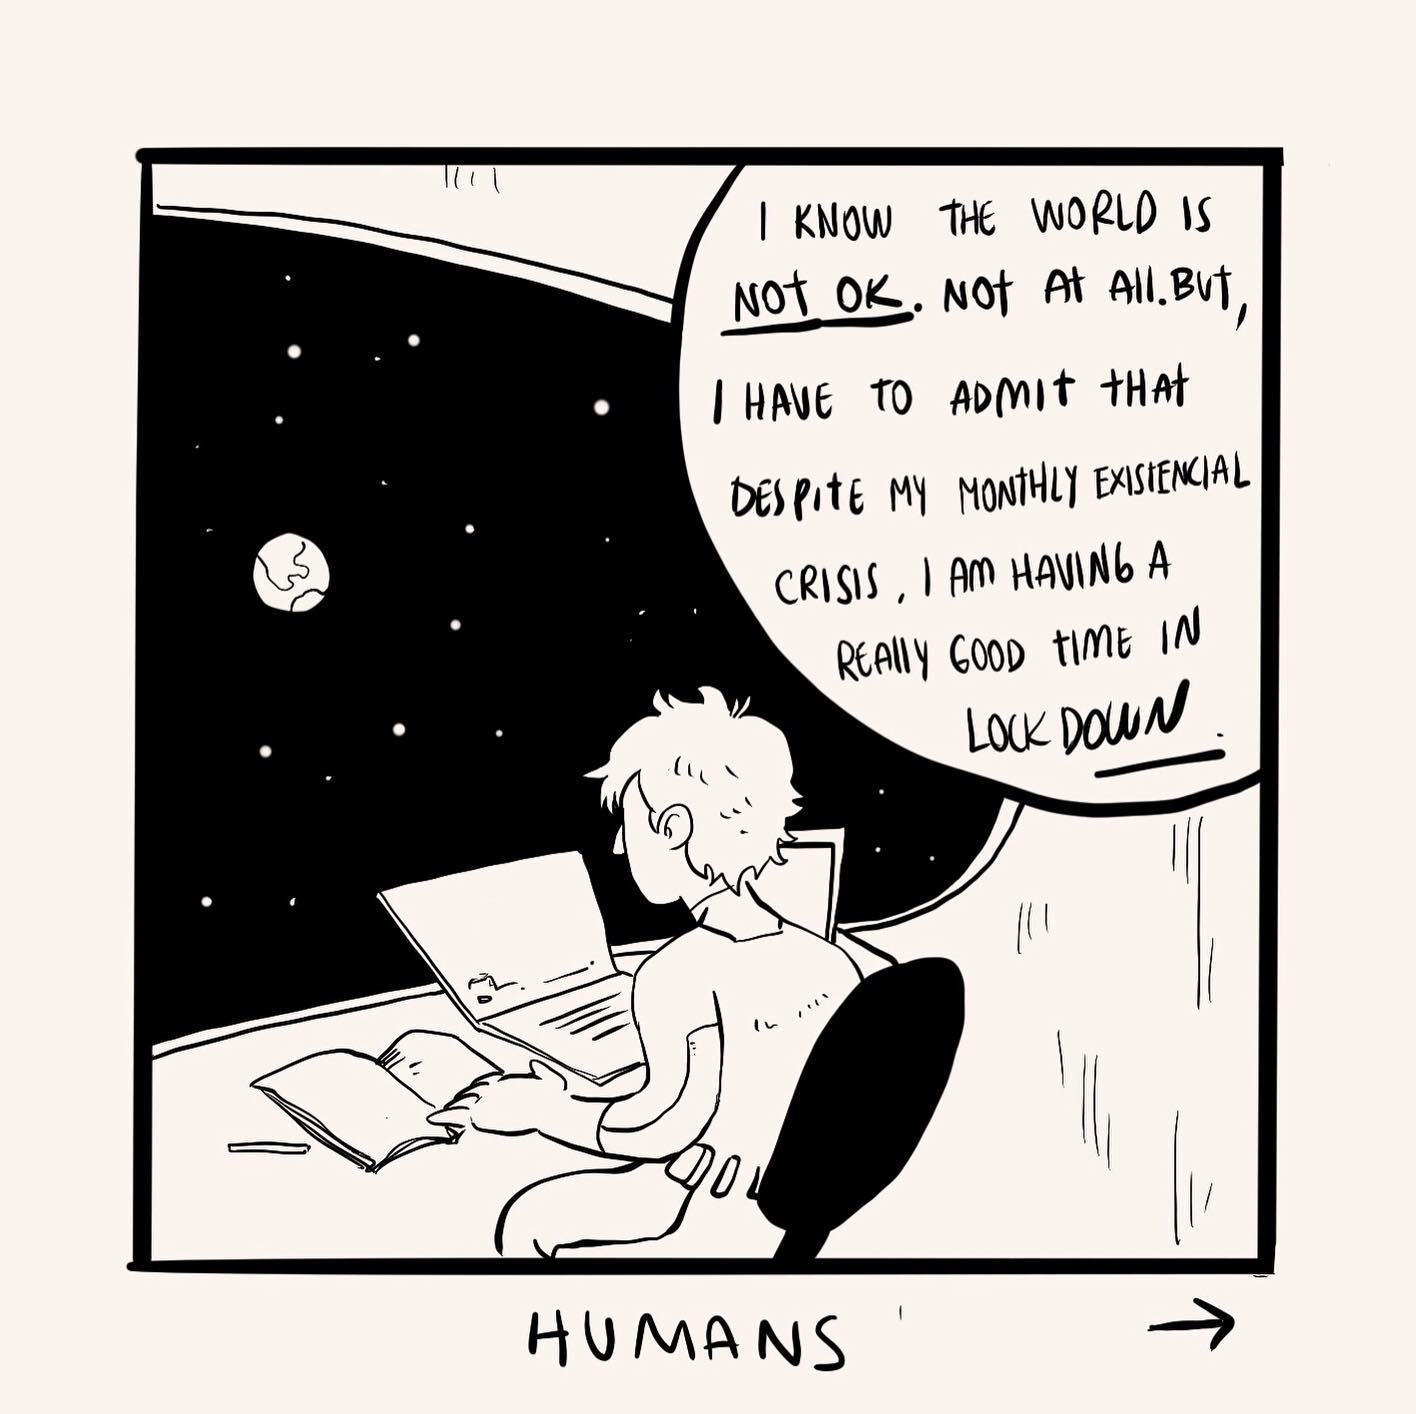 I KNOW THE WORLD IS
NOT OK. NOT AT All. BUT,
I HAVE TO ADMIT THAT
DESPITE MY MONTHLY EXISTENCIAL
CRISIS, I AM HAVING A
REAllY GOOD TIME IN
LOCKDOWN.
HUMANS